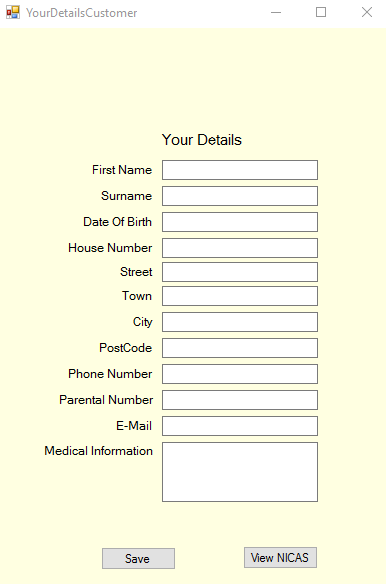 YourDetailsCustomer
Your Details
First Name
Surname
Date Of Birth
House Number
Street
Town
City
PostCode
Phone Number
Parental Number
E-Mail
Medical Information
Save
View NICAS